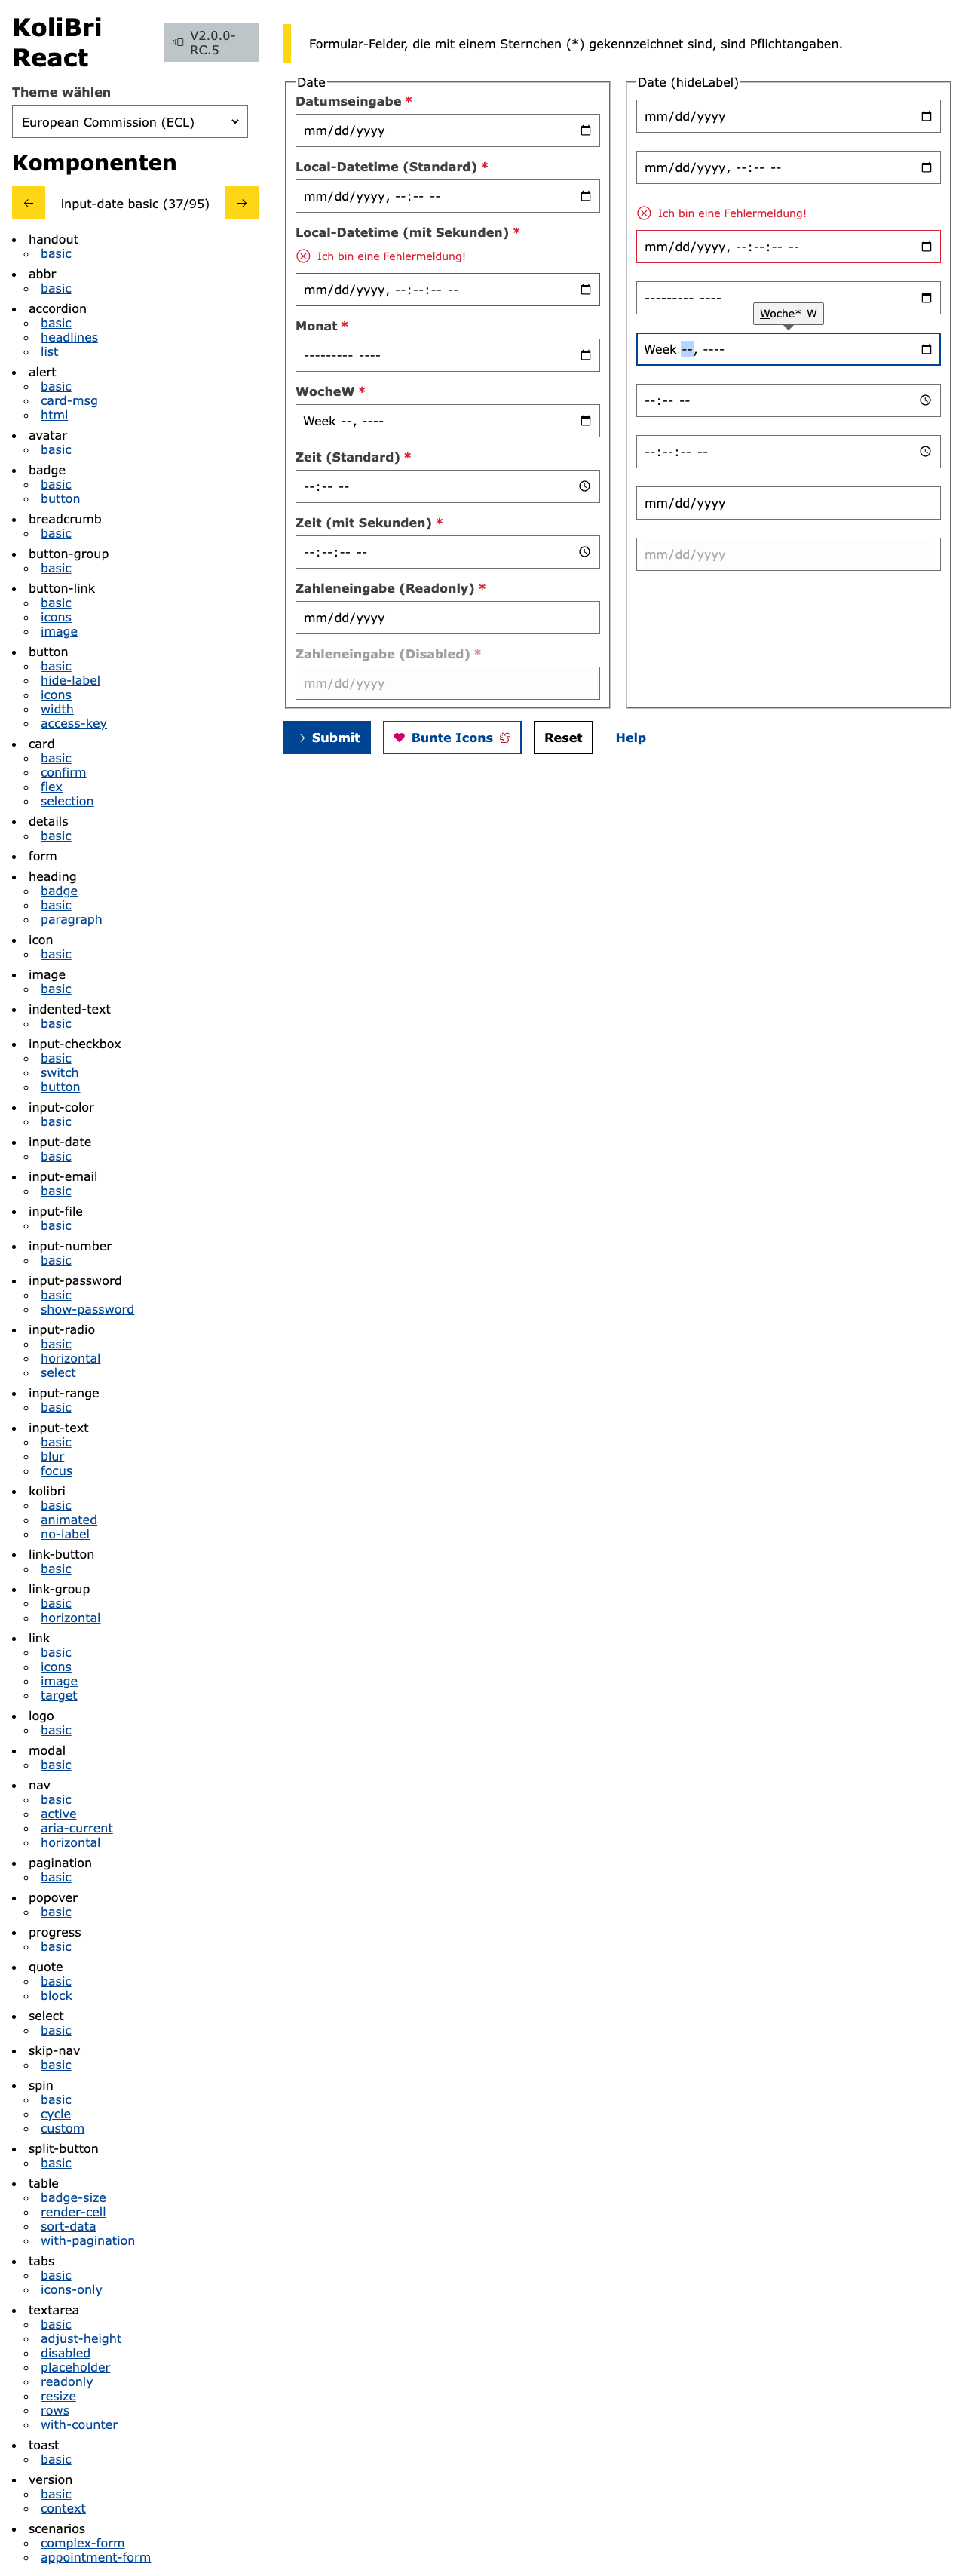 KoliBri
React
V2.0.0-
RC.5
Theme wählen
European Commission (ECL)
Komponenten
input-date basic (37/95)
handout
basic
abbr
basic
accordion
basic
headlines
list
alert
basic
card-msg
html
avatar
basic
badge
basic
button
breadcrumb
basic
button-group
basic
button-link
basic
icons
image
button
basic
hide-label
icons
width
access-key
card
basic
confirm
flex
selection
details
basic
form
heading
badge
basic
paragraph
icon
basic
image
basic
indented-text
basic
input-checkbox
basic
switch
button
input-color
basic
input-date
basic
input-email
basic
input-file
basic
input-number
basic
input-password
basic
show-password
input-radio
basic
horizontal
select
input-range
basic
input-text
basic
blur
focus
kolibri
basic
animated
no-label
link-button
basic
link-group
basic
horizontal
link
basic
icons
image
target
logo
basic
modal
basic
nav
basic
active
aria-current
horizontal
pagination
basic
popover
basic
progress
basic
quote
basic
block
select
basic
skip-nav
basic
spin
basic
cycle
custom
split-button
basic
table
badge-size
render-cell
sort-data
with-pagination
tabs
basic
icons-only
textarea
basic
adjust-height
disabled
placeholder
readonly
resize
rows
with-counter
toast
basic
version
basic
context
scenarios
complex-form
appointment-form
Formular-Felder, die mit einem Sternchen (*) gekennzeichnet sind, sind Pflichtangaben.
Date
Datumseingabe *
mm/dd/yyyy
Local-Datetime (Standard) *
mm/dd/yyyy, --:-- --
Local-Datetime (mit Sekunden) *
Ich bin eine Fehlermeldung!
mm/dd/yyyy, --:--:-- --
Monat *
--------- ----
WocheW *
Week --, ----
Zeit (Standard) *
--:-- --
Zeit (mit Sekunden) *
--:--:-- --
Zahleneingabe (Readonly) *
mm/dd/yyyy
Zahleneingabe (Disabled) *
mm/dd/yyyy
Date (hideLabel)
mm/dd/yyyy
mm/dd/yyyy, --:-- --
Ich bin eine Fehlermeldung!
mm/dd/yyyy, --:--:-- --
--------- ----
Woche* W
Week --, ----
--:-- --
--:--:-- --
mm/dd/yyyy
mm/dd/yyyy
Submit
Bunte Icons
Reset
Help